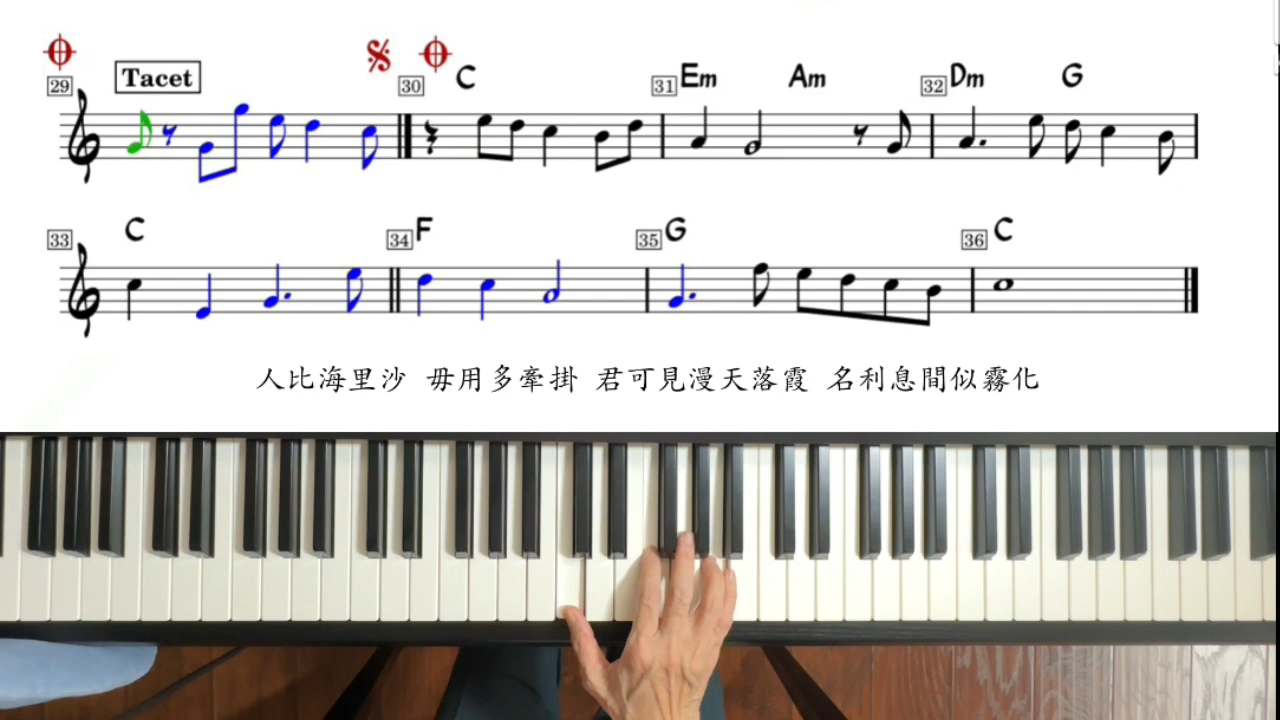 29 Tacet
30 C
31 Em Am
32 Dm G
33 C
34 F
35 G
36 C
人比海里沙 毋用多牽掛 君可見漫天落霞 名利息間似霧化